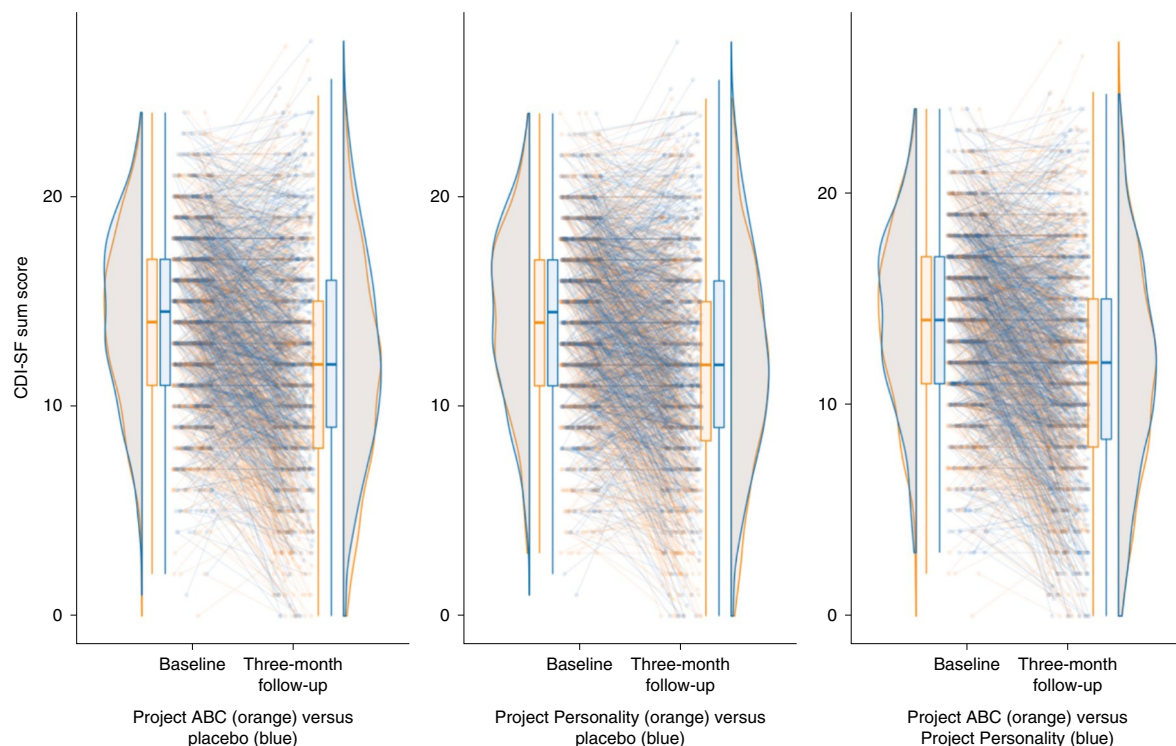 CDI-SF sum score
20
10
0
Baseline
Three-month
follow-up
Project ABC (orange) versus
placebo (blue)
20
10
0
Baseline
Three-month
follow-up
Project Personality (orange) versus
placebo (blue)
20
10
0
Baseline
Three-month
follow-up
Project ABC (orange) versus
Project Personality (blue)